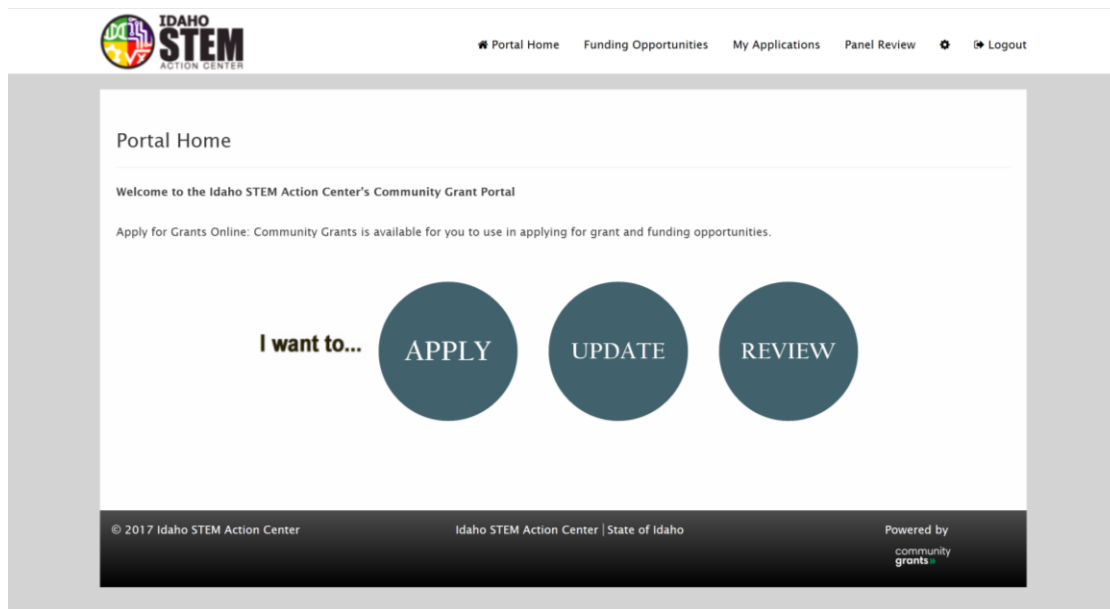 IDAHO
STEM
ACTION CENTER
Portal Home Funding Opportunities My Applications Panel Review Logout
Portal Home
Welcome to the Idaho STEM Action Center's Community Grant Portal
Apply for Grants Online: Community Grants is available for you to use in applying for grant and funding opportunities.
I want to... APPLY UPDATE REVIEW
© 2017 Idaho STEM Action Center Idaho STEM Action Center | State of Idaho Powered by
community
grants»